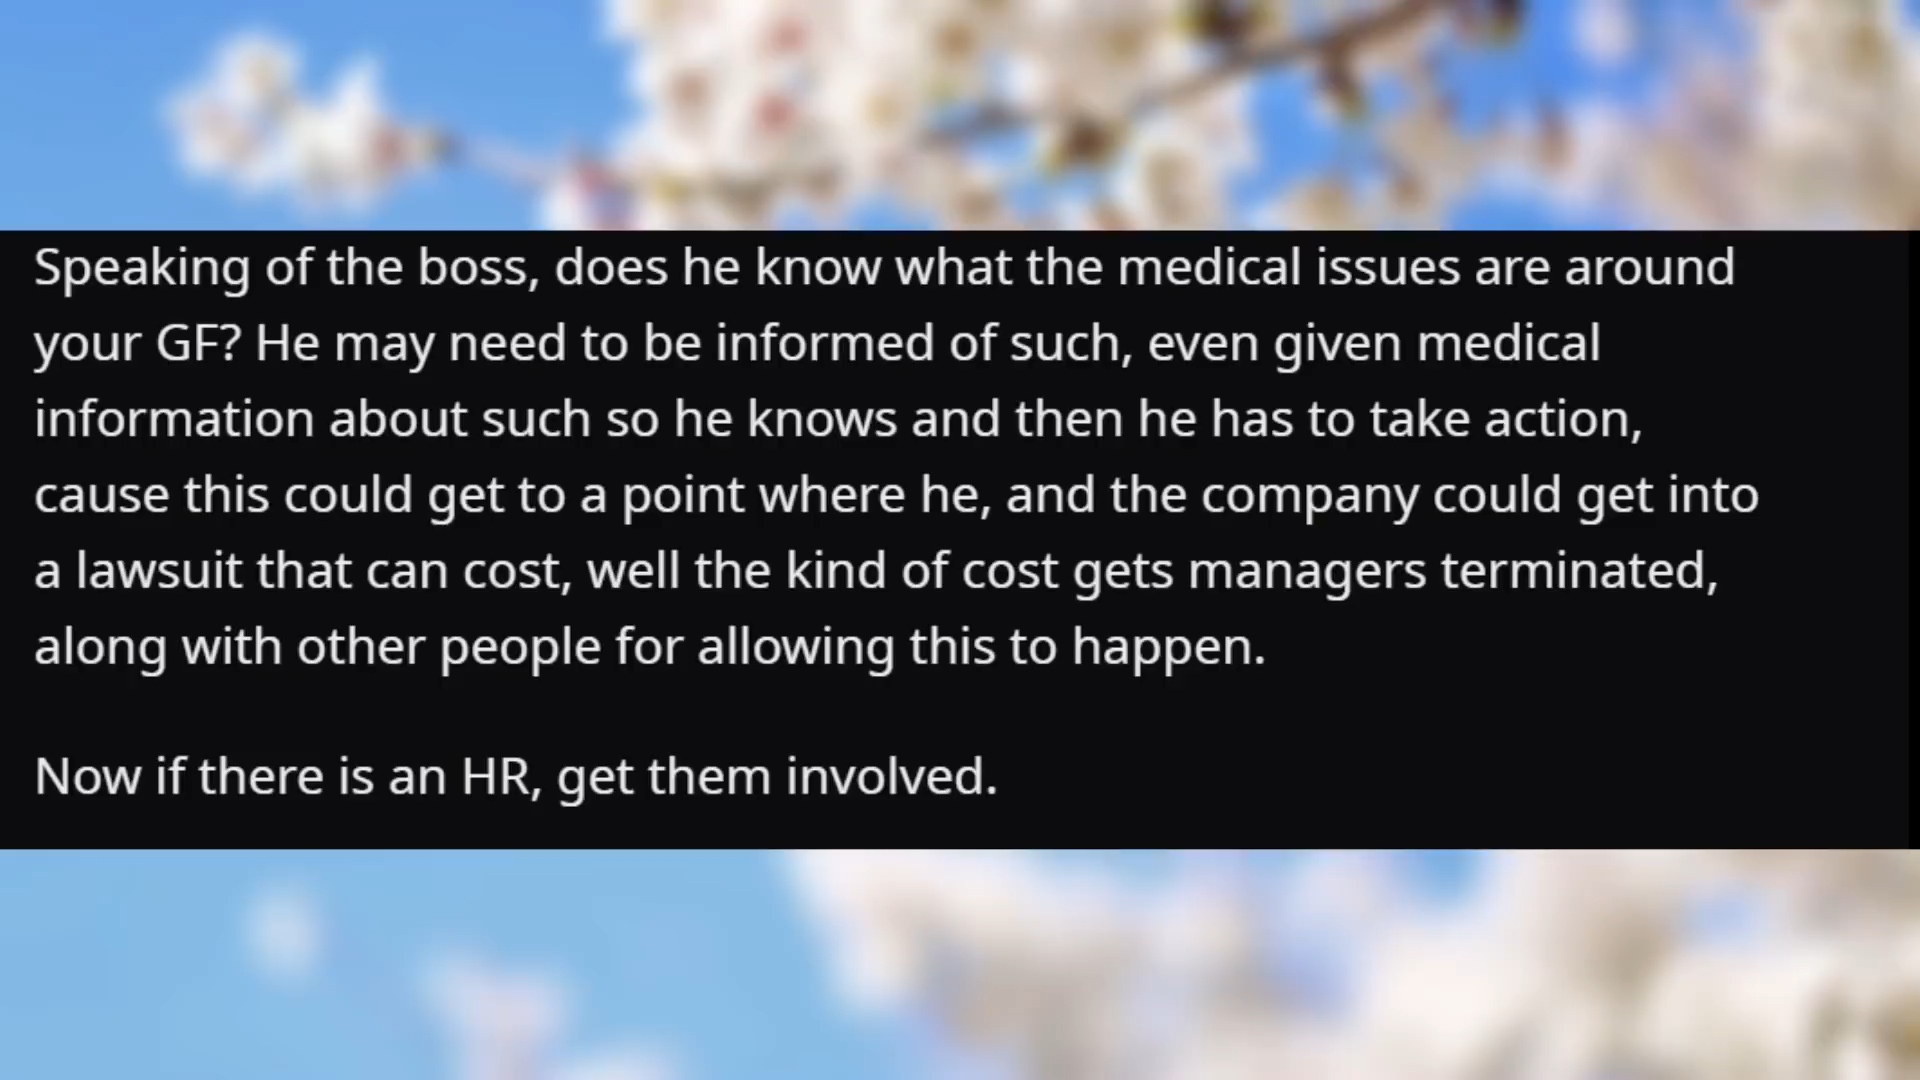 Speaking of the boss, does he know what the medical issues are around
your GF? He may need to be informed of such, even given medical
information about such so he knows and then he has to take action,
cause this could get to a point where he, and the company could get into
a lawsuit that can cost, well the kind of cost gets managers terminated,
along with other people for allowing this to happen.
Now if there is an HR, get them involved.